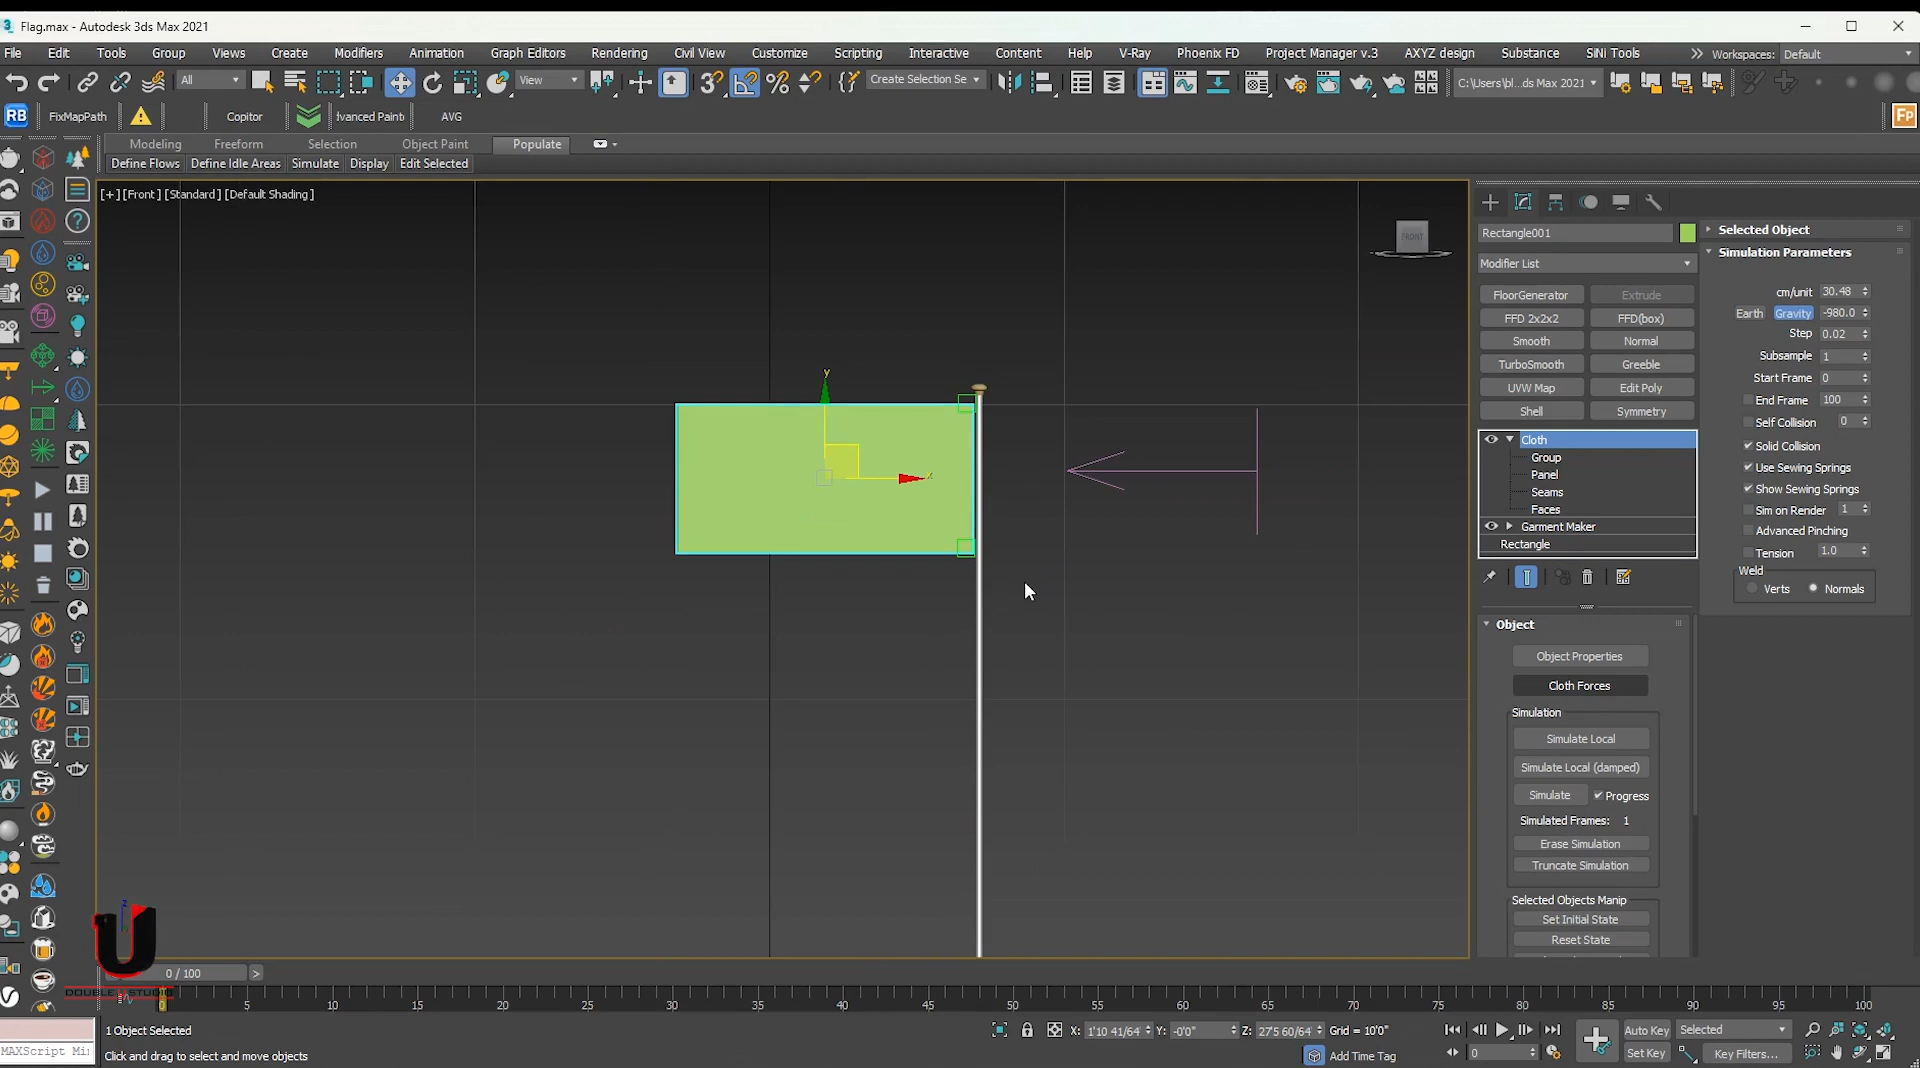 Flag.max - Autodesk 3ds Max 2021
File Edit Tools Group Views Create Modifiers Animation Graph Editors Rendering Civil View Customize Scripting Interactive Content Help V-Ray Phoenix FD Project Manager v.3 AXYZ design Substance SiNi Tools Workspaces: Default
All View Create Selection Se C:\Users\bl...ds Max 2021
RB FixMapPath Copitor dvanced Painte AVG Fp
Modeling Freeform Selection Object Paint Populate
Define Flows Define Idle Areas Simulate Display Edit Selected
[+] [Front] [Standard] [Default Shading]
FRONT
y
x
Rectangle001
Modifier List
FloorGenerator Extrude
FFD 2x2x2 FFD(box)
Smooth Normal
TurboSmooth Greeble
UVW Map Edit Poly
Shell Symmetry
Cloth
Group
Panel
Seams
Faces
Garment Maker
Rectangle
Object
Object Properties
Cloth Forces
Simulation
Simulate Local
Simulate Local (damped)
Simulate Progress
Simulated Frames: 1
Erase Simulation
Truncate Simulation
Selected Objects Manip
Set Initial State
Reset State
Selected Object
Simulation Parameters
cm/unit 30.48
Earth Gravity -980.0
Step 0.02
Subsample 1
Start Frame 0
End Frame 100
Self Collision 0
Solid Collision
Use Sewing Springs
Show Sewing Springs
Sim on Render 1
Advanced Pinching
Tension 1.0
Weld
Verts Normals
U
DOUBLE U STUDIO
z
0 / 100 >
0 5 10 15 20 25 30 35 40 45 50 55 60 65 70 75 80 85 90 95 100
1 Object Selected X: 1'10 41/64' Y: -0'0" Z: 27'5 60/64' Grid = 10'0" Auto Key Selected
MAXScript Mi Click and drag to select and move objects Add Time Tag 0 Set Key Key Filters...